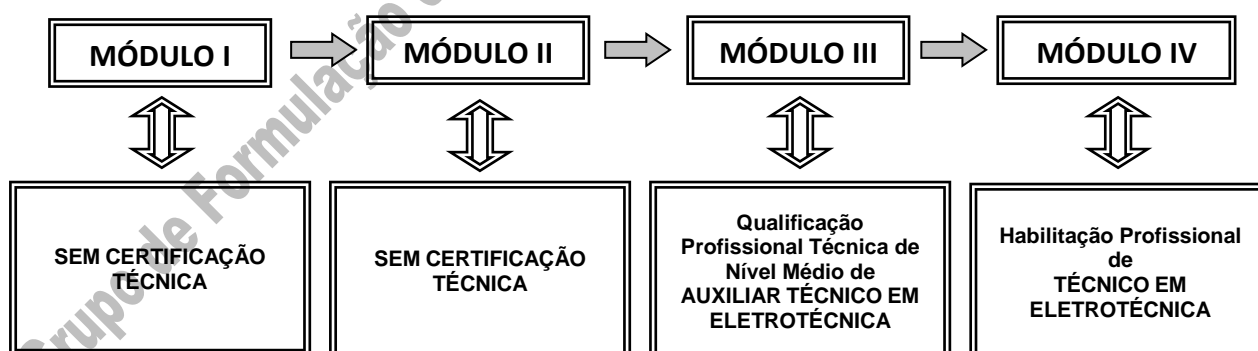 MÓDULO I
MÓDULO II
MÓDULO III
MÓDULO IV
SEM CERTIFICAÇÃO
TÉCNICA
SEM CERTIFICAÇÃO
TÉCNICA
Qualificação
Profissional Técnica de
Nível Médio de
AUXILIAR TÉCNICO EM
ELETROTÉCNICA
Habilitação Profissional
de
TÉCNICO EM
ELETROTÉCNICA
Grupo de Formulação